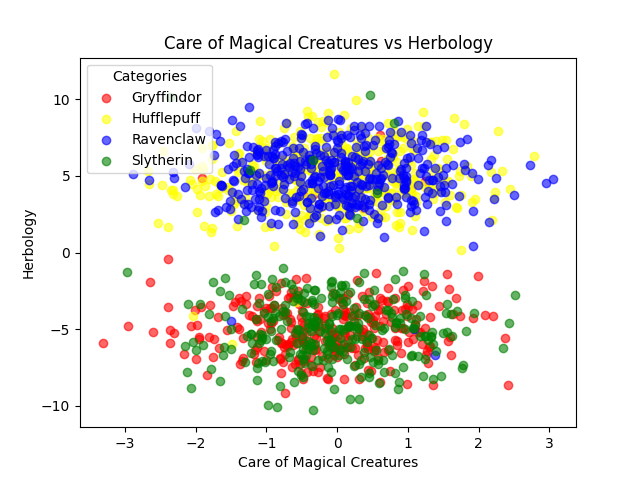 Care of Magical Creatures vs Herbology
Categories
Gryffindor
Hufflepuff
Ravenclaw
Slytherin
10
5
0
−5
−10
Herbology
−3 −2 −1 0 1 2 3
Care of Magical Creatures